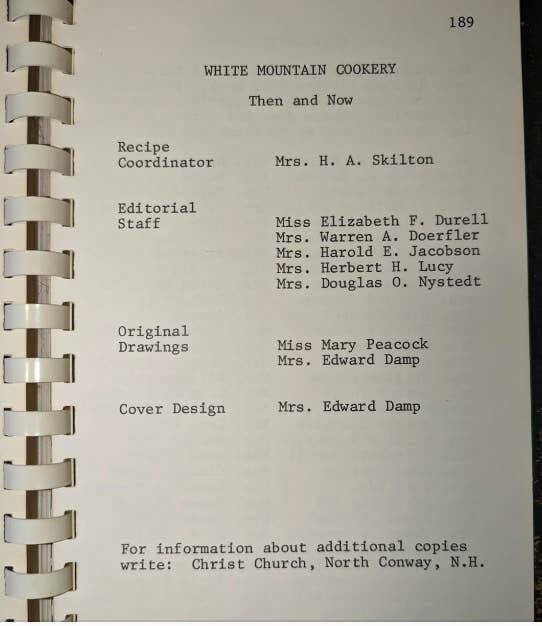 189
WHITE MOUNTAIN COOKERY
Then and Now
Recipe
Coordinator Mrs. H. A. Skilton
Editorial
Staff Miss Elizabeth F. Durell
Mrs. Warren A. Doerfler
Mrs. Harold E. Jacobson
Mrs. Herbert H. Lucy
Mrs. Douglas O. Nystedt
Original
Drawings Miss Mary Peacock
Mrs. Edward Damp
Cover Design Mrs. Edward Damp
For information about additional copies
write: Christ Church, North Conway, N.H.